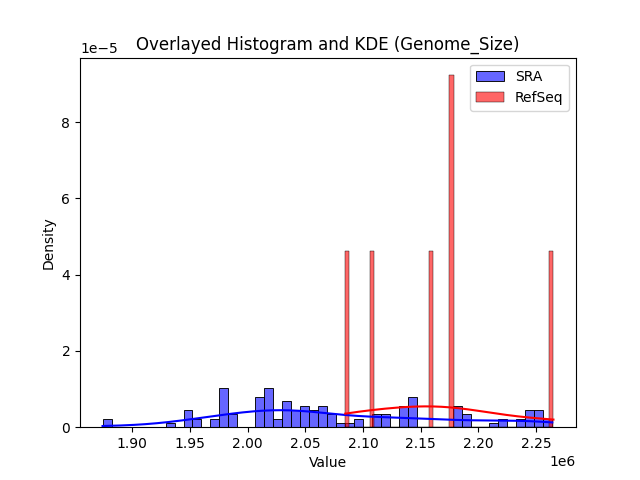 Overlayed Histogram and KDE (Genome_Size)
1e−5
SRA
RefSeq
8
6
4
2
0
Density
1.90 1.95 2.00 2.05 2.10 2.15 2.20 2.25
1e6
Value